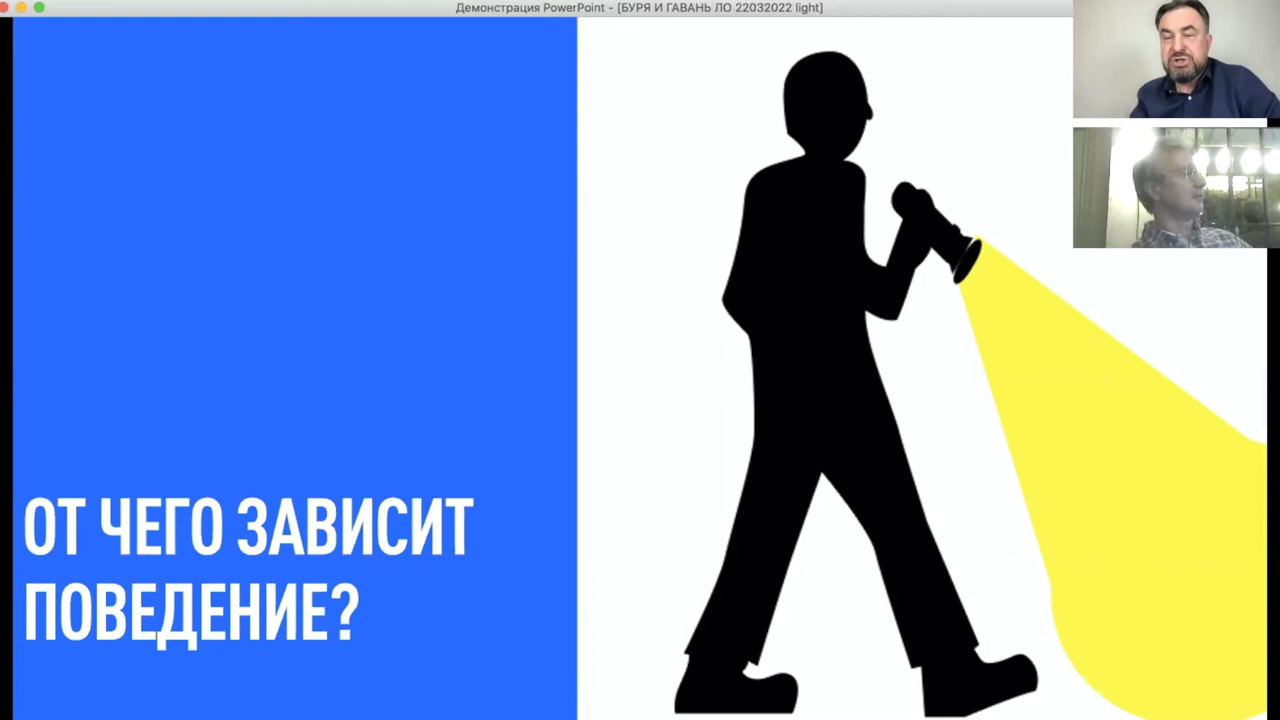 Демонстрация PowerPoint - [БУРЯ И ГАВАНЬ ЛО 22032022 light]
ОТ ЧЕГО ЗАВИСИТ
ПОВЕДЕНИЕ?